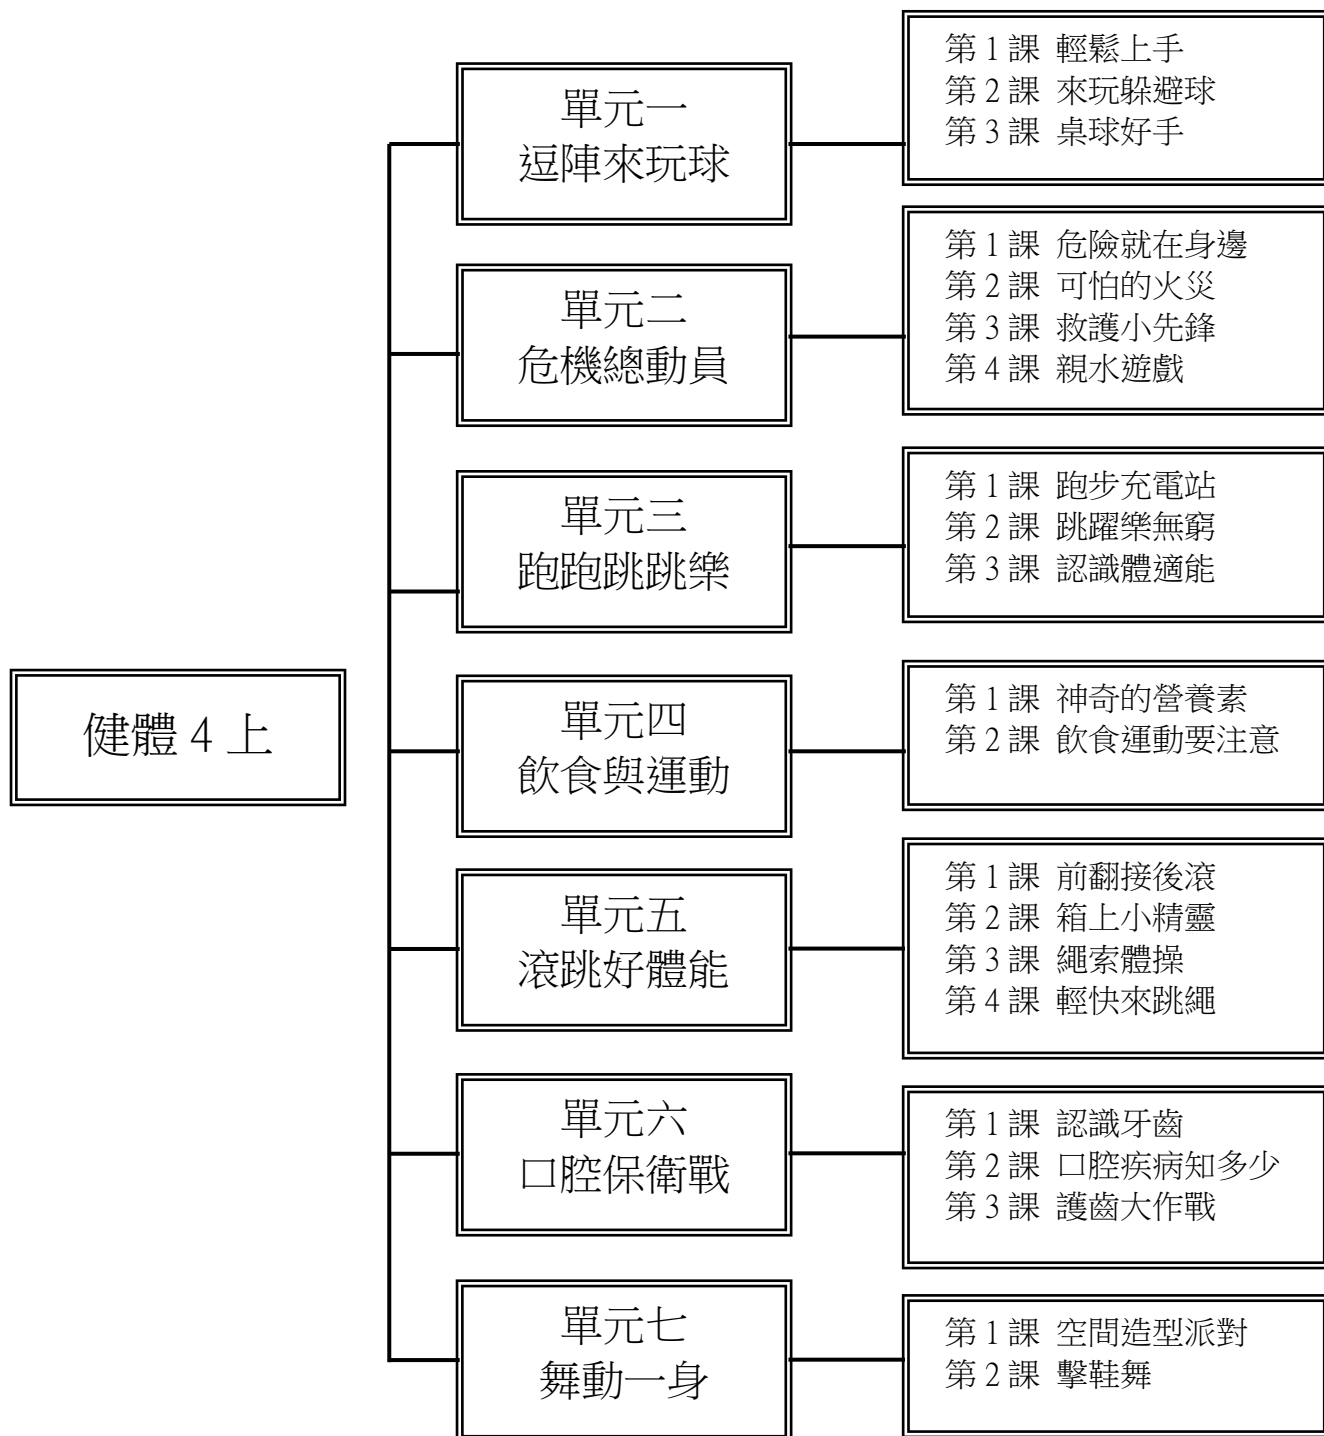 健體 4 上
單元一
逗陣來玩球
第 1 課 輕鬆上手
第 2 課 來玩躲避球
第 3 課 桌球好手
單元二
危機總動員
第 1 課 危險就在身邊
第 2 課 可怕的火災
第 3 課 救護小先鋒
第 4 課 親水遊戲
單元三
跑跑跳跳樂
第 1 課 跑步充電站
第 2 課 跳躍樂無窮
第 3 課 認識體適能
單元四
飲食與運動
第 1 課 神奇的營養素
第 2 課 飲食運動要注意
單元五
滾跳好體能
第 1 課 前翻接後滾
第 2 課 箱上小精靈
第 3 課 繩索體操
第 4 課 輕快來跳繩
單元六
口腔保衛戰
第 1 課 認識牙齒
第 2 課 口腔疾病知多少
第 3 課 護齒大作戰
單元七
舞動一身
第 1 課 空間造型派對
第 2 課 擊鞋舞